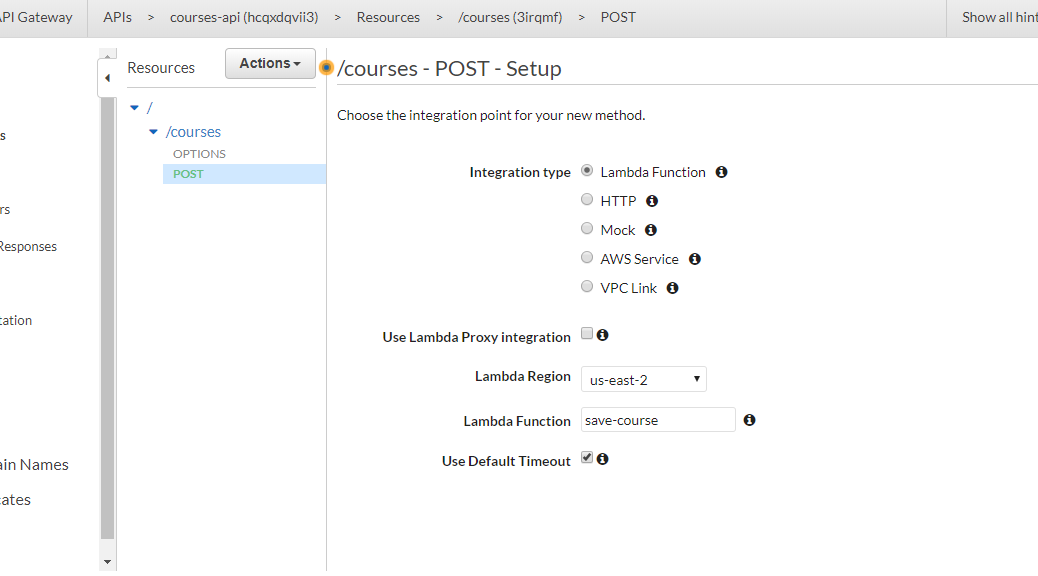 API Gateway APIs > courses-api (hcqxdqvii3) > Resources > /courses (3irqmf) > POST Show all hint
Resources Actions
/courses - POST - Setup
/
Choose the integration point for your new method.
/courses
OPTIONS
POST
Integration type Lambda Function
HTTP
Mock
AWS Service
VPC Link
Use Lambda Proxy integration
Lambda Region us-east-2
Lambda Function save-course
Use Default Timeout
s
rs
Responses
tation
ain Names
cates